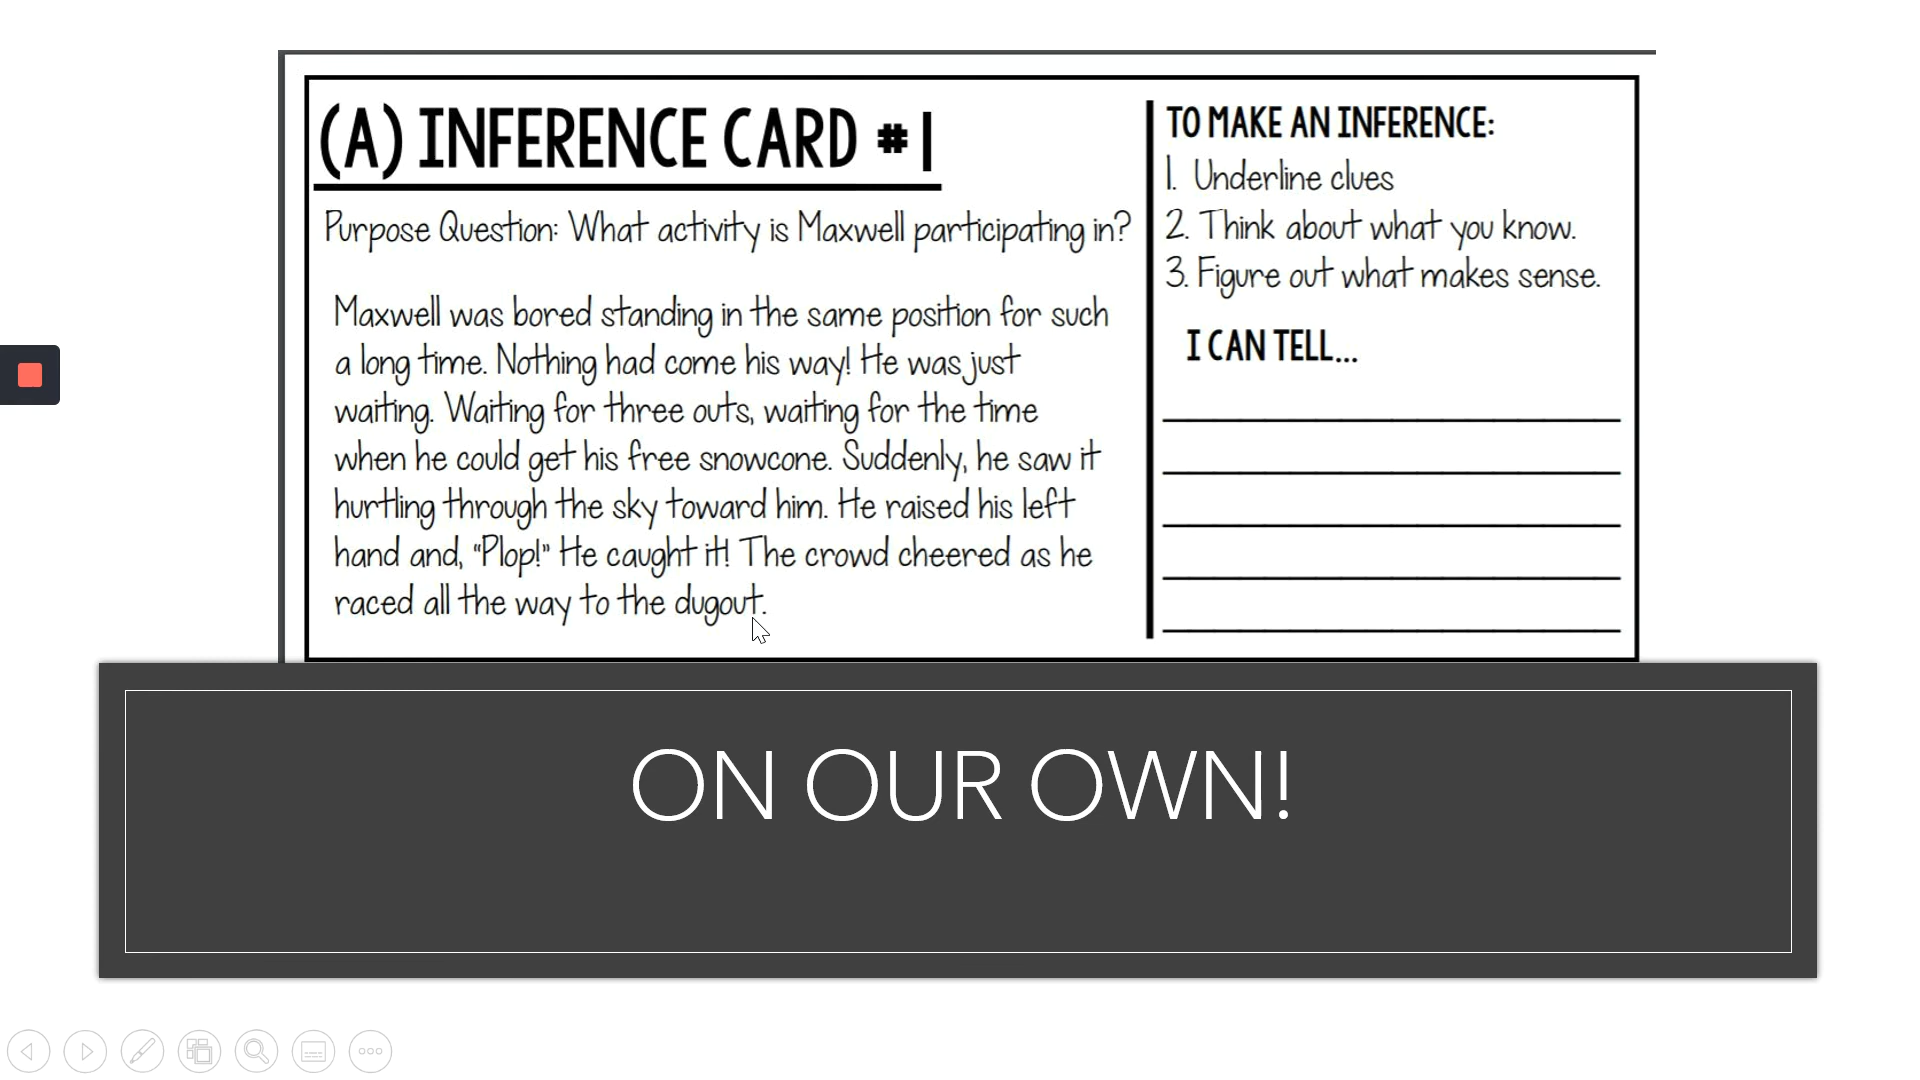 (A) INFERENCE CARD #1
Purpose Question: What activity is Maxwell participating in?
Maxwell was bored standing in the same position for such
a long time. Nothing had come his way! He was just
waiting. Waiting for three outs, waiting for the time
when he could get his free snowcone. Suddenly, he saw it
hurtling through the sky toward him. He raised his left
hand and, "Plop!" He caught it! The crowd cheered as he
raced all the way to the dugout.
TO MAKE AN INFERENCE:
1. Underline clues
2. Think about what you know.
3. Figure out what makes sense.
I CAN TELL...
ON OUR OWN!